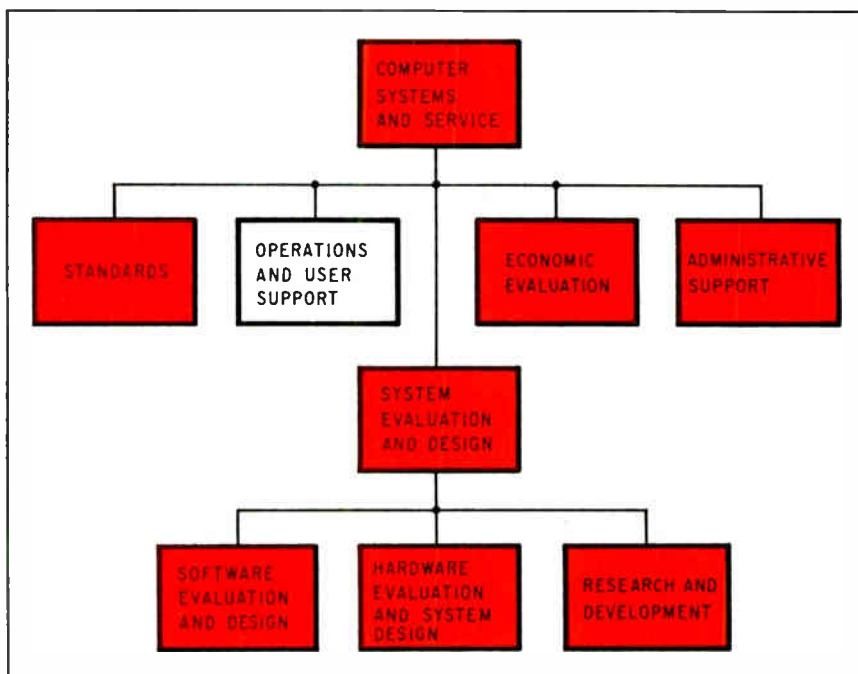 COMPUTER
SYSTEMS
AND SERVICE
STANDARDS
OPERATIONS
AND USER
SUPPORT
ECONOMIC
EVALUATION
ADMINISTRATIVE
SUPPORT
SYSTEM
EVALUATION
AND DESIGN
SOFTWARE
EVALUATION
AND DESIGN
HARDWARE
EVALUATION
AND SYSTEM
DESIGN
RESEARCH AND
DEVELOPMENT